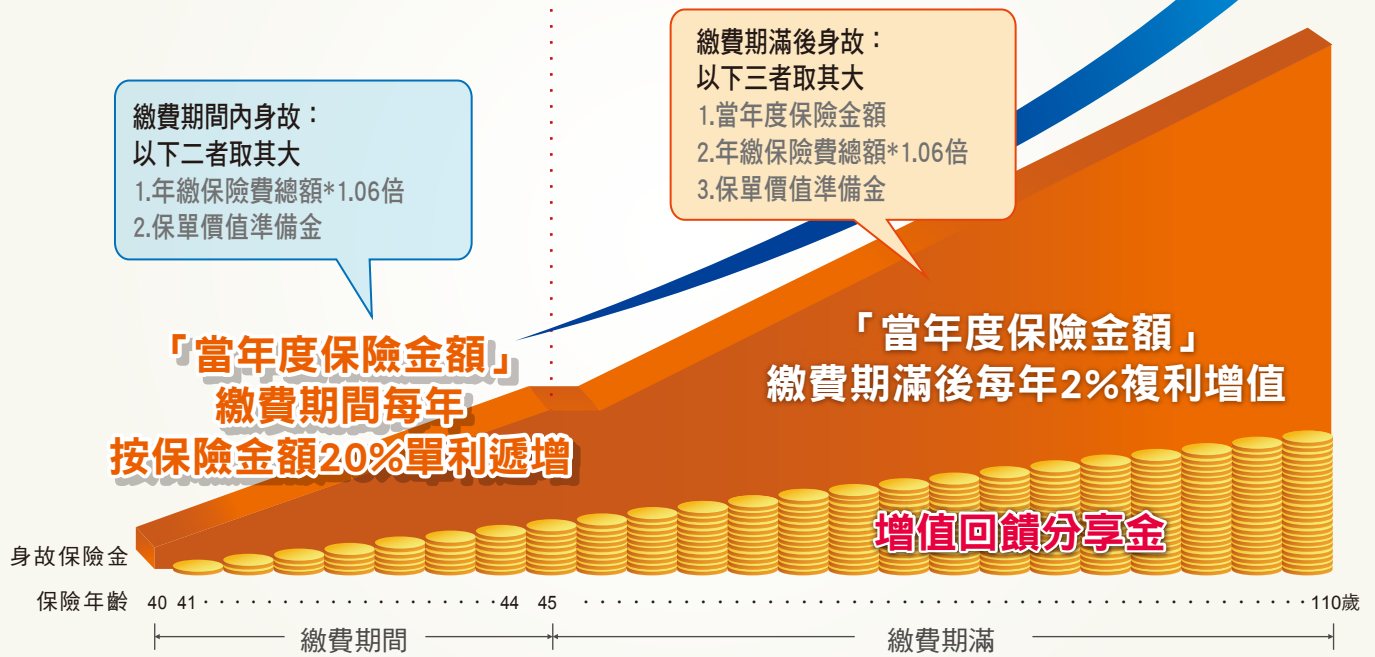 繳費期間內身故：
以下二者取其大
1.年繳保險費總額*1.06倍
2.保單價值準備金
繳費期滿後身故：
以下三者取其大
1.當年度保險金額
2.年繳保險費總額*1.06倍
3.保單價值準備金
「當年度保險金額」
繳費期間每年
按保險金額20%單利遞增
「當年度保險金額」
繳費期滿後每年2%複利增值
增值回饋分享金
身故保險金
保險年齡 40 41 44 45 110歲
繳費期間 繳費期滿